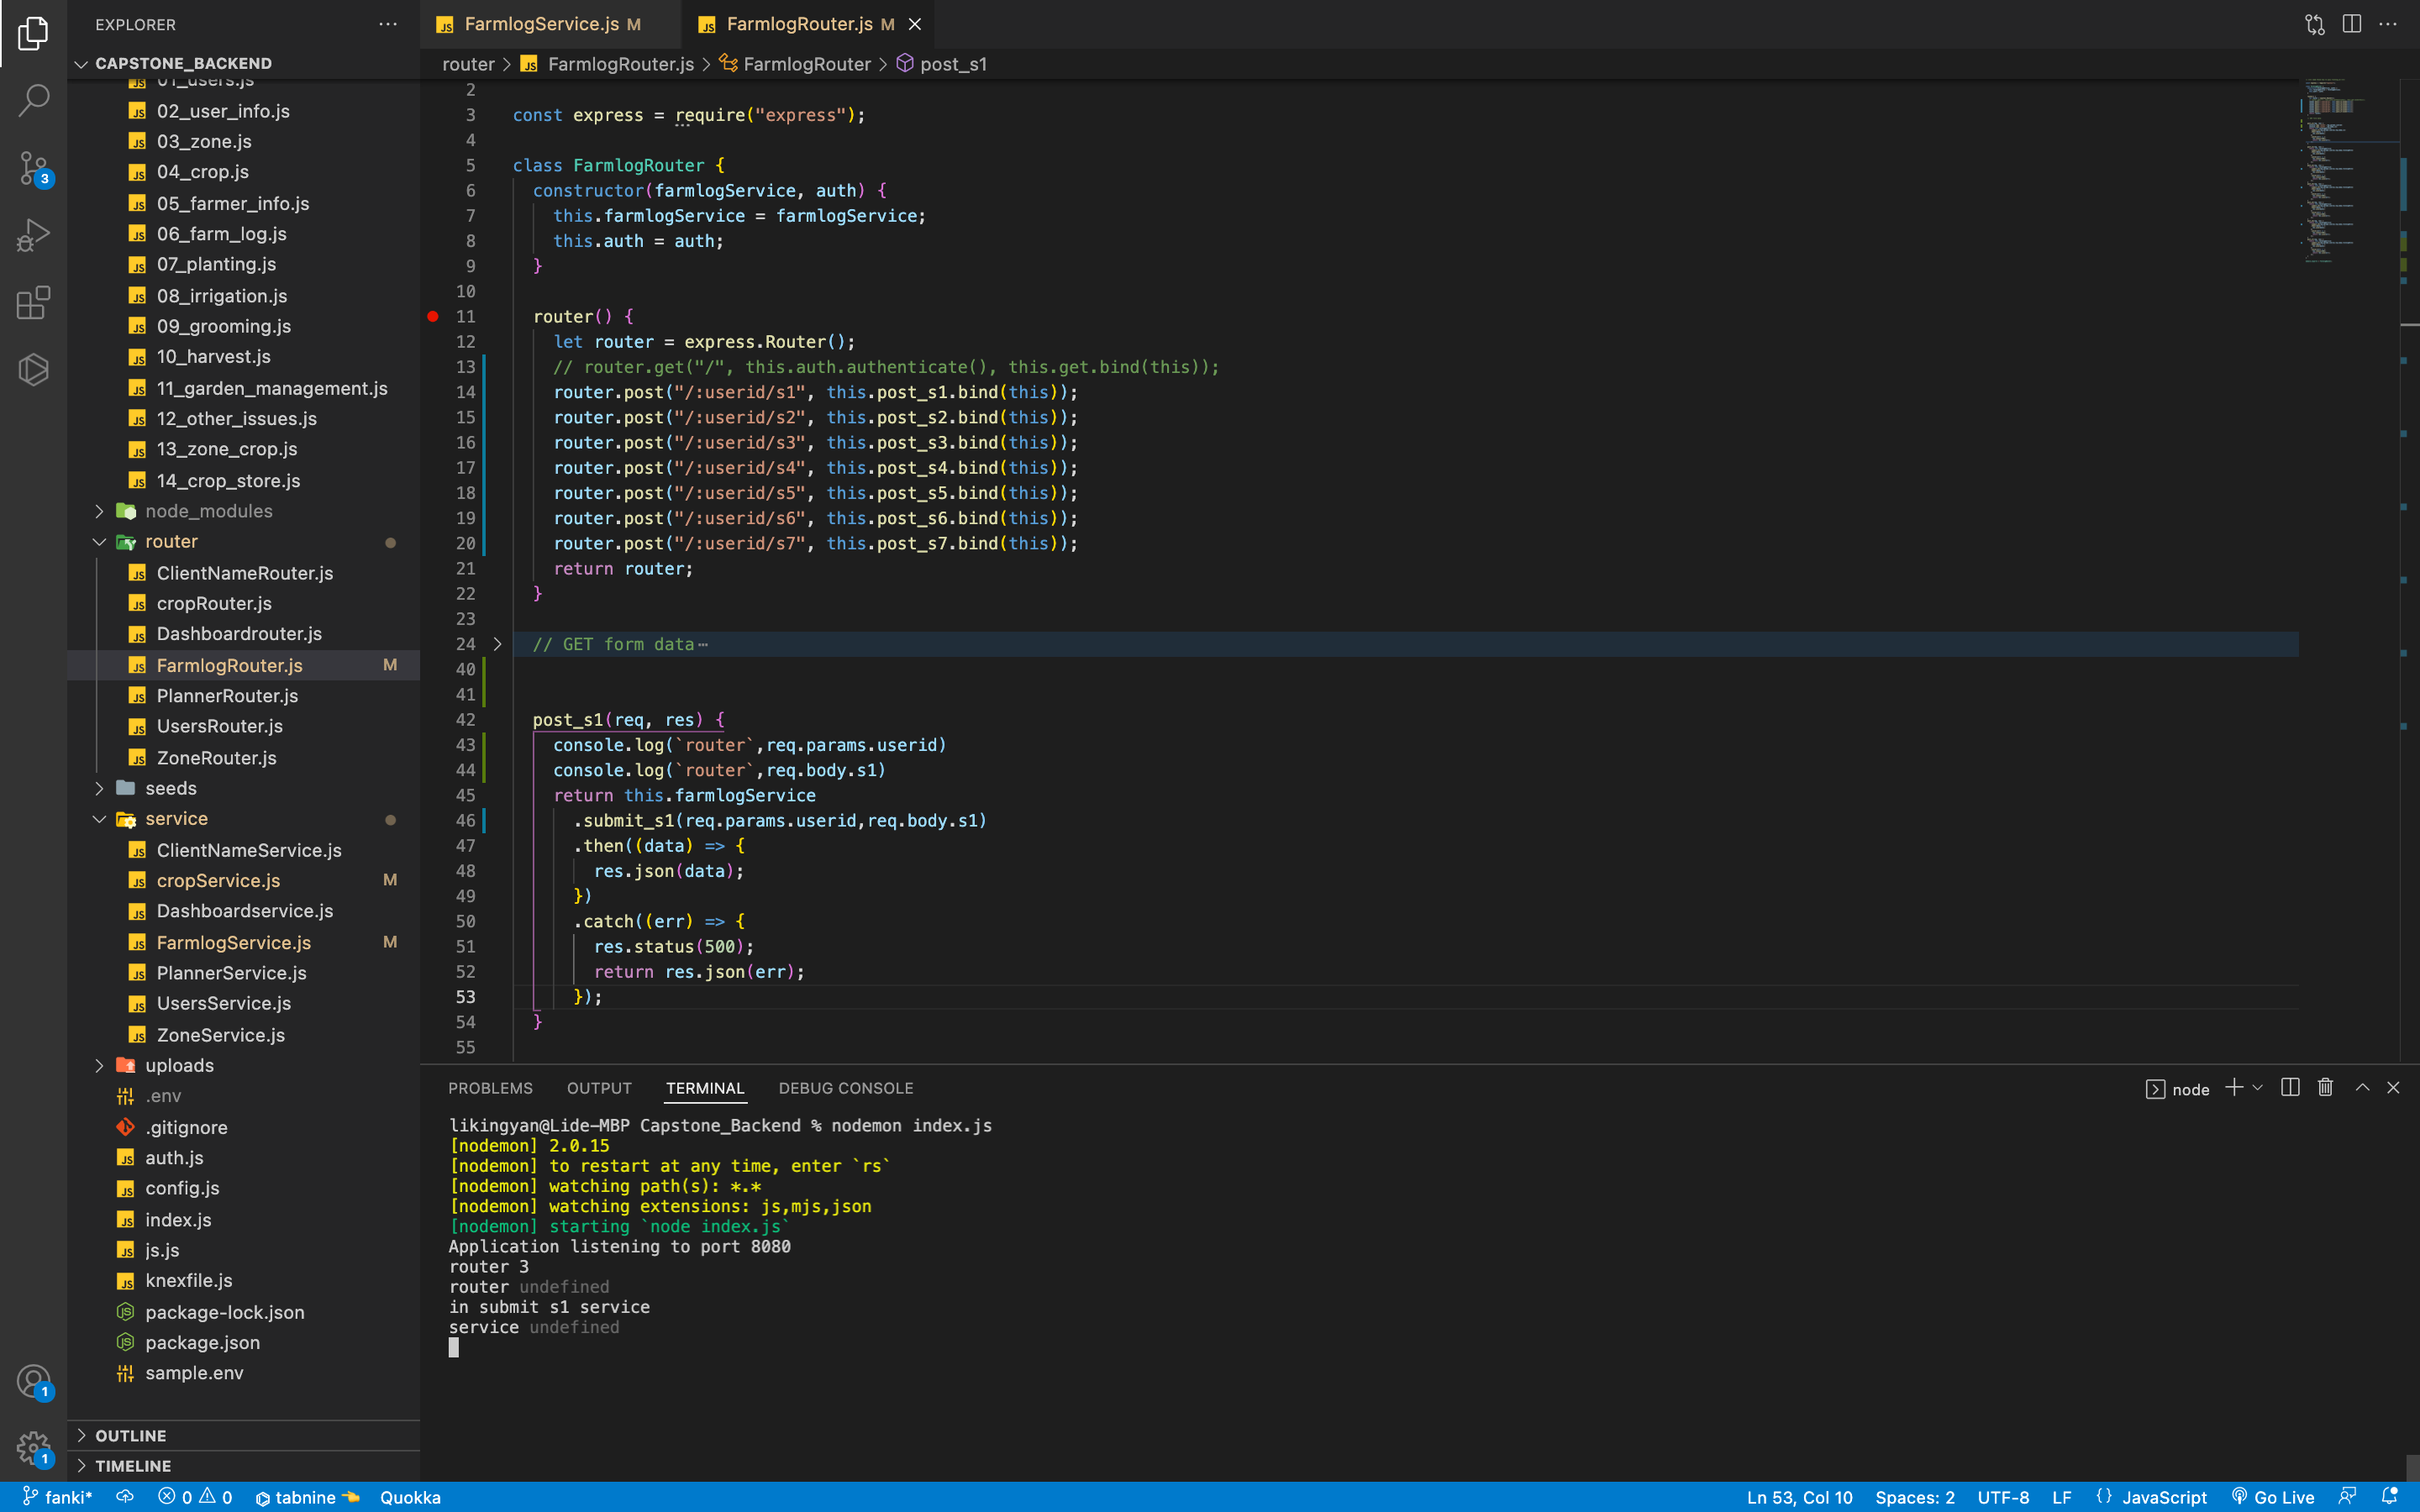 EXPLORER
CAPSTONE_BACKEND
01_users.js
02_user_info.js
03_zone.js
04_crop.js
05_farmer_info.js
06_farm_log.js
07_planting.js
08_irrigation.js
09_grooming.js
10_harvest.js
11_garden_management.js
12_other_issues.js
13_zone_crop.js
14_crop_store.js
node_modules
router
ClientNameRouter.js
cropRouter.js
Dashboardrouter.js
FarmlogRouter.js M
PlannerRouter.js
UsersRouter.js
ZoneRouter.js
seeds
service
ClientNameService.js
cropService.js M
Dashboardservice.js
FarmlogService.js M
PlannerService.js
UsersService.js
ZoneService.js
uploads
.env
.gitignore
auth.js
config.js
index.js
js.js
knexfile.js
package-lock.json
package.json
sample.env
OUTLINE
TIMELINE
3
1
1
FarmlogService.js M
FarmlogRouter.js M
router > FarmlogRouter.js > FarmlogRouter > post_s1
2
3 const express = require("express");
4
5 class FarmlogRouter {
6 constructor(farmlogService, auth) {
7 this.farmlogService = farmlogService;
8 this.auth = auth;
9 }
10
11 router() {
12 let router = express.Router();
13 // router.get("/", this.auth.authenticate(), this.get.bind(this));
14 router.post("/:userid/s1", this.post_s1.bind(this));
15 router.post("/:userid/s2", this.post_s2.bind(this));
16 router.post("/:userid/s3", this.post_s3.bind(this));
17 router.post("/:userid/s4", this.post_s4.bind(this));
18 router.post("/:userid/s5", this.post_s5.bind(this));
19 router.post("/:userid/s6", this.post_s6.bind(this));
20 router.post("/:userid/s7", this.post_s7.bind(this));
21 return router;
22 }
23
24 // GET form data…
40
41
42 post_s1(req, res) {
43 console.log(`router`,req.params.userid)
44 console.log(`router`,req.body.s1)
45 return this.farmlogService
46 .submit_s1(req.params.userid,req.body.s1)
47 .then((data) => {
48 res.json(data);
49 })
50 .catch((err) => {
51 res.status(500);
52 return res.json(err);
53 });
54 }
55
PROBLEMS OUTPUT TERMINAL DEBUG CONSOLE
node
likingyan@Lide-MBP Capstone_Backend % nodemon index.js
[nodemon] 2.0.15
[nodemon] to restart at any time, enter `rs`
[nodemon] watching path(s): *.*
[nodemon] watching extensions: js,mjs,json
[nodemon] starting `node index.js`
Application listening to port 8080
router 3
router undefined
in submit s1 service
service undefined
fanki* 0 0 tabnine Quokka
Ln 53, Col 10 Spaces: 2 UTF-8 LF {} JavaScript Go Live